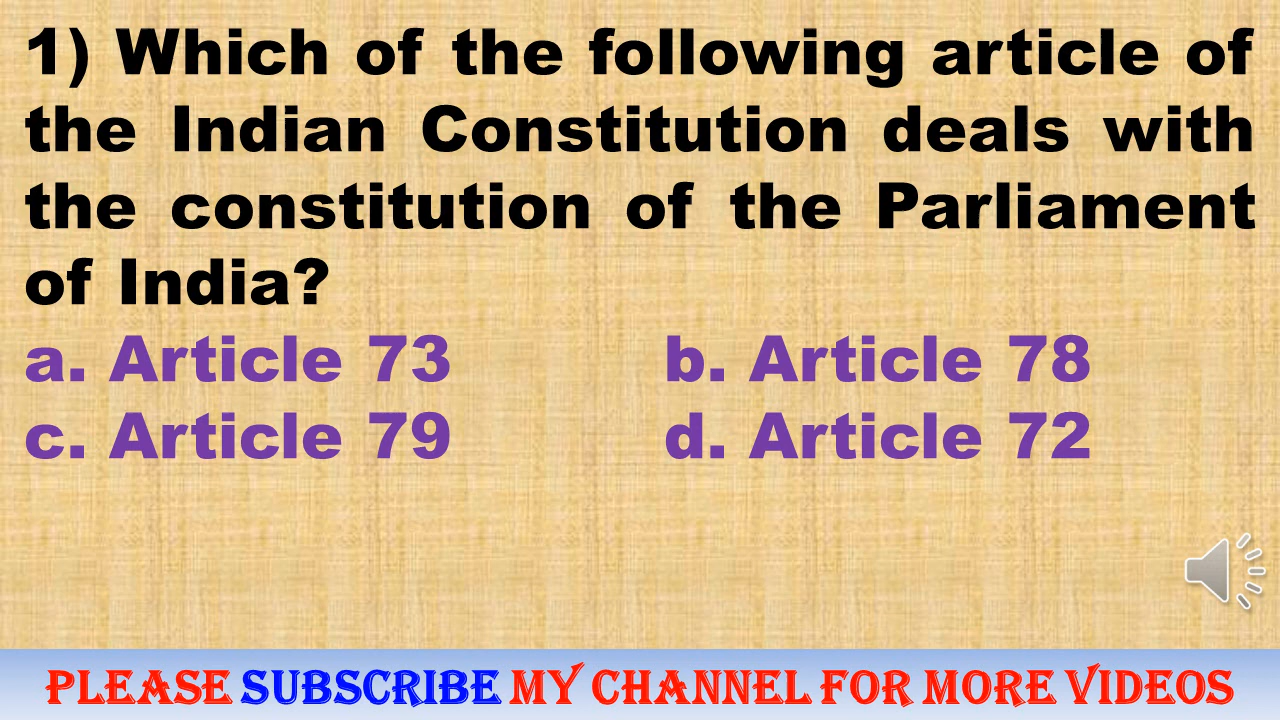 1) Which of the following article of
the Indian Constitution deals with
the constitution of the Parliament
of India?
a. Article 73 b. Article 78
c. Article 79 d. Article 72
PLEASE SUBSCRIBE MY CHANNEL FOR MORE VIDEOS